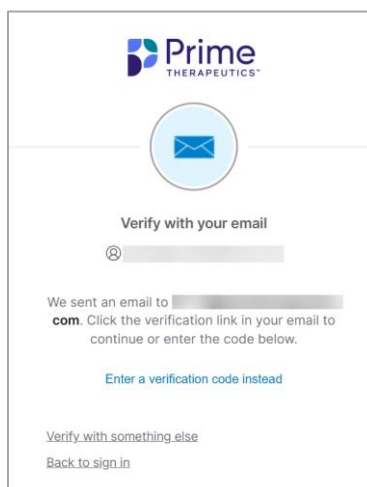 Prime
THERAPEUTICS™
Verify with your email
We sent an email to
com. Click the verification link in your email to
continue or enter the code below.
Enter a verification code instead
Verify with something else
Back to sign in